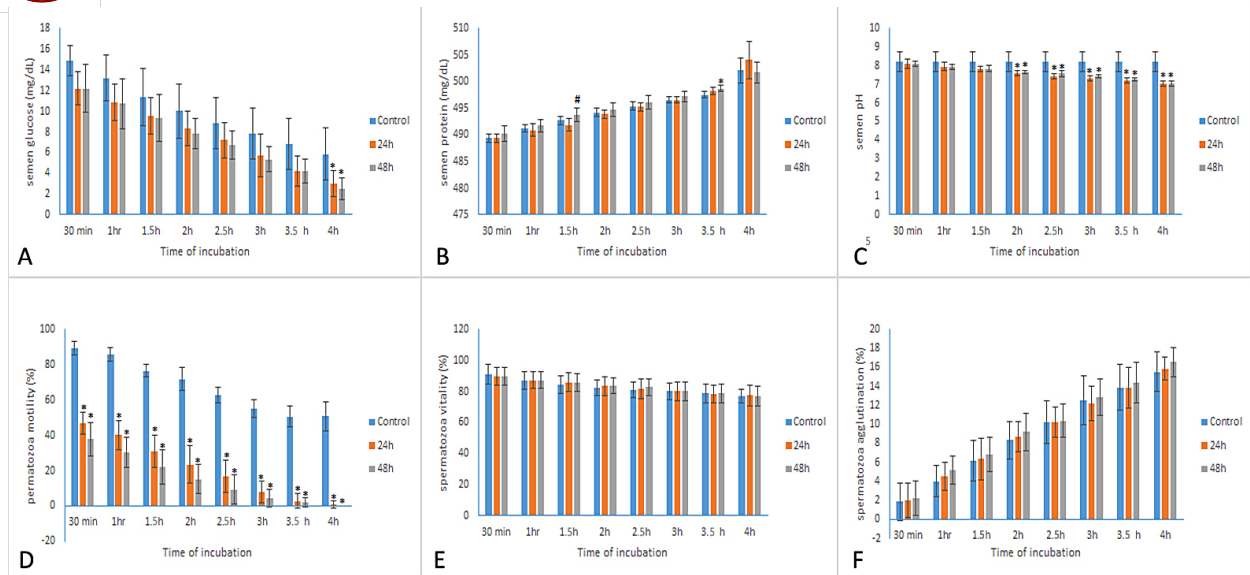 18
16
14
12
10
8
6
4
2
0
semen glucose (mg/dL)
* *
30 min 1hr 1.5h 2h 2.5h 3h 3.5 h 4h
Time of incubation
Control
24h
48h
A
510
505
500
495
490
485
480
475
semen protein (mg/dL)
# *
30 min 1hr 1.5h 2h 2.5h 3h 3.5 h 4h
Time of incubation
Control
24h
48h
B
10
9
8
7
6
5
4
3
2
1
0
semen pH
* * * * * * * * * *
30 min 1hr 1.5h 2h 2.5h 3h 3.5 h 4h
Time of incubation
Control
24h
48h
C
5
100
80
60
40
20
0
-20
permatozoa motility (%)
* * * * * * * * * * * * * * * *
30 min 1hr 1.5h 2h 2.5h 3h 3.5 h 4h
Time of incubation
Control
24h
48h
D
120
100
80
60
40
20
0
spermatozoa vitality (%)
30 min 1hr 1.5h 2h 2.5h 3h 3.5 h 4h
Time of incubation
Control
24h
48h
E
20
18
16
14
12
10
8
6
4
2
0
-2
spermatozoa agglutination (%)
30 min 1hr 1.5h 2h 2.5h 3h 3.5 h 4h
Time of incubation
Control
24h
48h
F